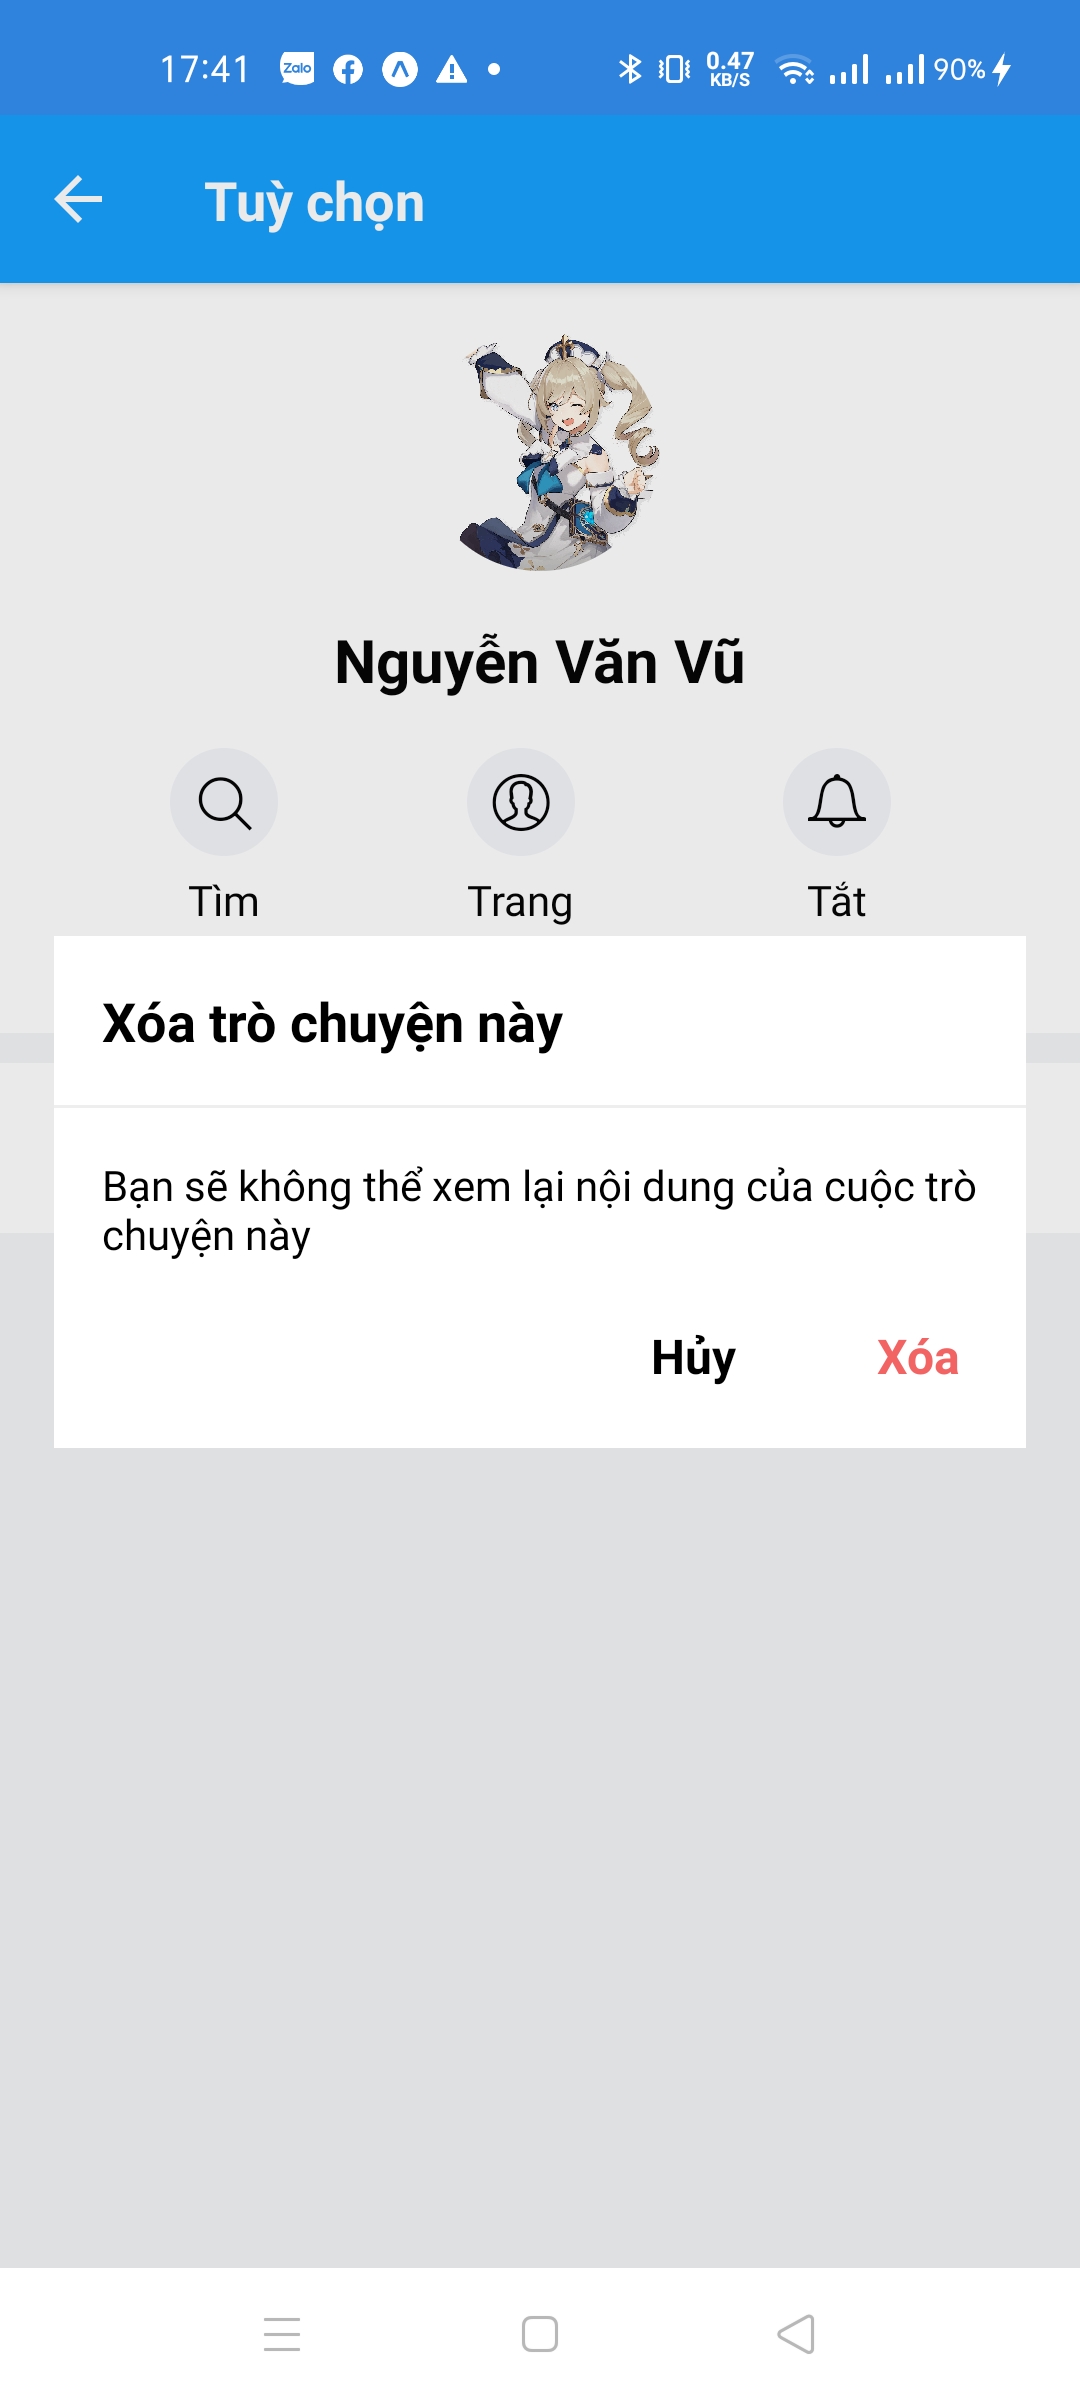 17:41 Zalo 0.47 KB/S 90%
Tuỳ chọn
Nguyễn Văn Vũ
Tìm Trang Tắt
Xóa trò chuyện này
Bạn sẽ không thể xem lại nội dung của cuộc trò
chuyện này
Hủy Xóa